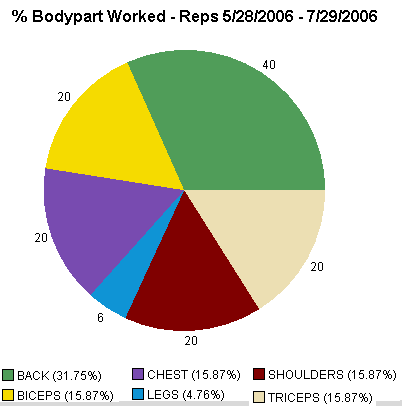 % Bodypart Worked - Reps 5/28/2006 - 7/29/2006
40
20
20
20
6
20
BACK (31.75%) CHEST (15.87%) SHOULDERS (15.87%)
BICEPS (15.87%) LEGS (4.76%) TRICEPS (15.87%)